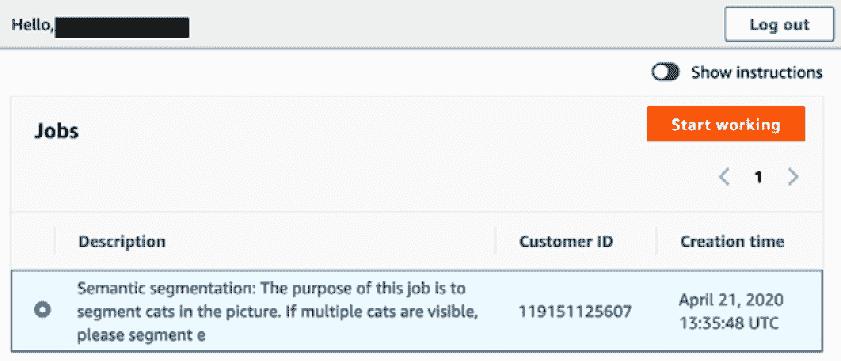 Hello,
Log out
Show instructions
Jobs
Start working
1
Description
Customer ID
Creation time
Semantic segmentation: The purpose of this job is to
segment cats in the picture. If multiple cats are visible,
please segment e
119151125607
April 21, 2020
13:35:48 UTC